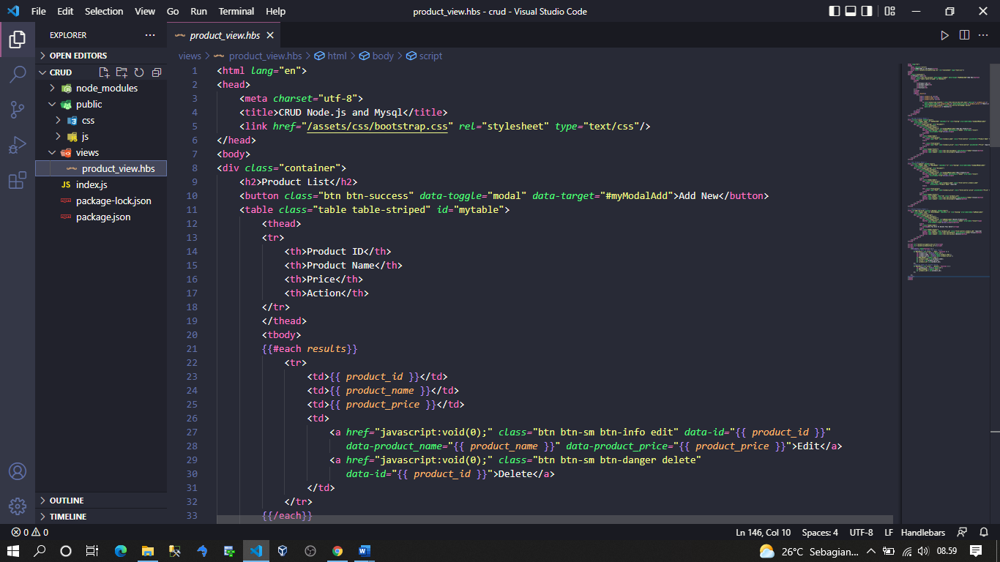 File Edit Selection View Go Run Terminal Help product_view.hbs - crud - Visual Studio Code
EXPLORER
OPEN EDITORS
CRUD
node_modules
public
css
js
views
product_view.hbs
index.js
package-lock.json
package.json
OUTLINE
TIMELINE
product_view.hbs
views > product_view.hbs > html > body > script
1 <html lang="en">
2 <head>
3 <meta charset="utf-8">
4 <title>CRUD Node.js and Mysql</title>
5 <link href="/assets/css/bootstrap.css" rel="stylesheet" type="text/css"/>
6 </head>
7 <body>
8 <div class="container">
9 <h2>Product List</h2>
10 <button class="btn btn-success" data-toggle="modal" data-target="#myModalAdd">Add New</button>
11 <table class="table table-striped" id="mytable">
12 <thead>
13 <tr>
14 <th>Product ID</th>
15 <th>Product Name</th>
16 <th>Price</th>
17 <th>Action</th>
18 </tr>
19 </thead>
20 <tbody>
21 {{#each results}}
22 <tr>
23 <td>{{ product_id }}</td>
24 <td>{{ product_name }}</td>
25 <td>{{ product_price }}</td>
26 <td>
27 <a href="javascript:void(0);" class="btn btn-sm btn-info edit" data-id="{{ product_id }}"
28 data-product_name="{{ product_name }}" data-product_price="{{ product_price }}">Edit</a>
29 <a href="javascript:void(0);" class="btn btn-sm btn-danger delete"
30 data-id="{{ product_id }}">Delete</a>
31 </td>
32 </tr>
33 {{/each}}
0 0 Ln 146, Col 10 Spaces: 4 UTF-8 LF Handlebars
26°C Sebagian... 08.59